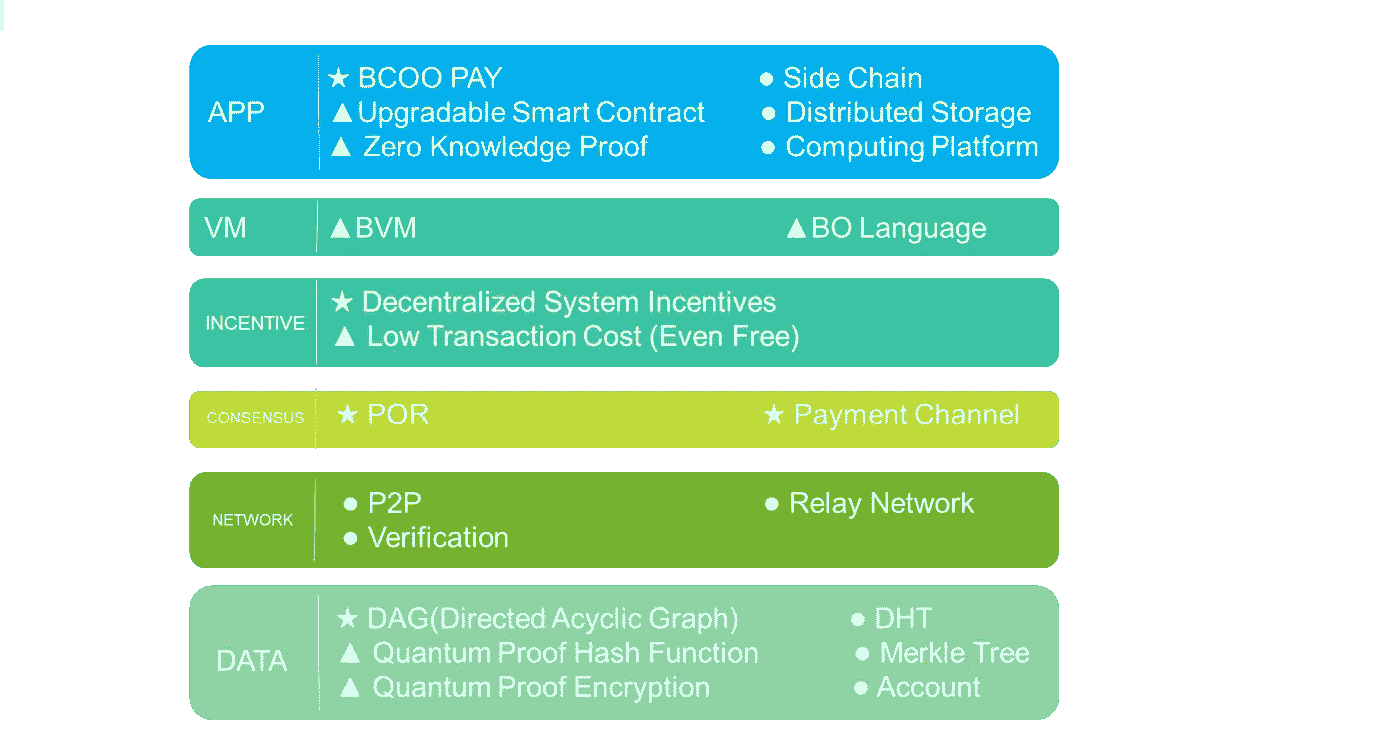 APP
★ BCOO PAY
▲Upgradable Smart Contract
▲ Zero Knowledge Proof
● Side Chain
● Distributed Storage
● Computing Platform
VM
▲BVM
▲BO Language
INCENTIVE
★ Decentralized System Incentives
▲ Low Transaction Cost (Even Free)
CONSENSUS
★ POR
★ Payment Channel
NETWORK
● P2P
● Verification
● Relay Network
DATA
★ DAG(Directed Acyclic Graph)
▲ Quantum Proof Hash Function
▲ Quantum Proof Encryption
● DHT
● Merkle Tree
● Account